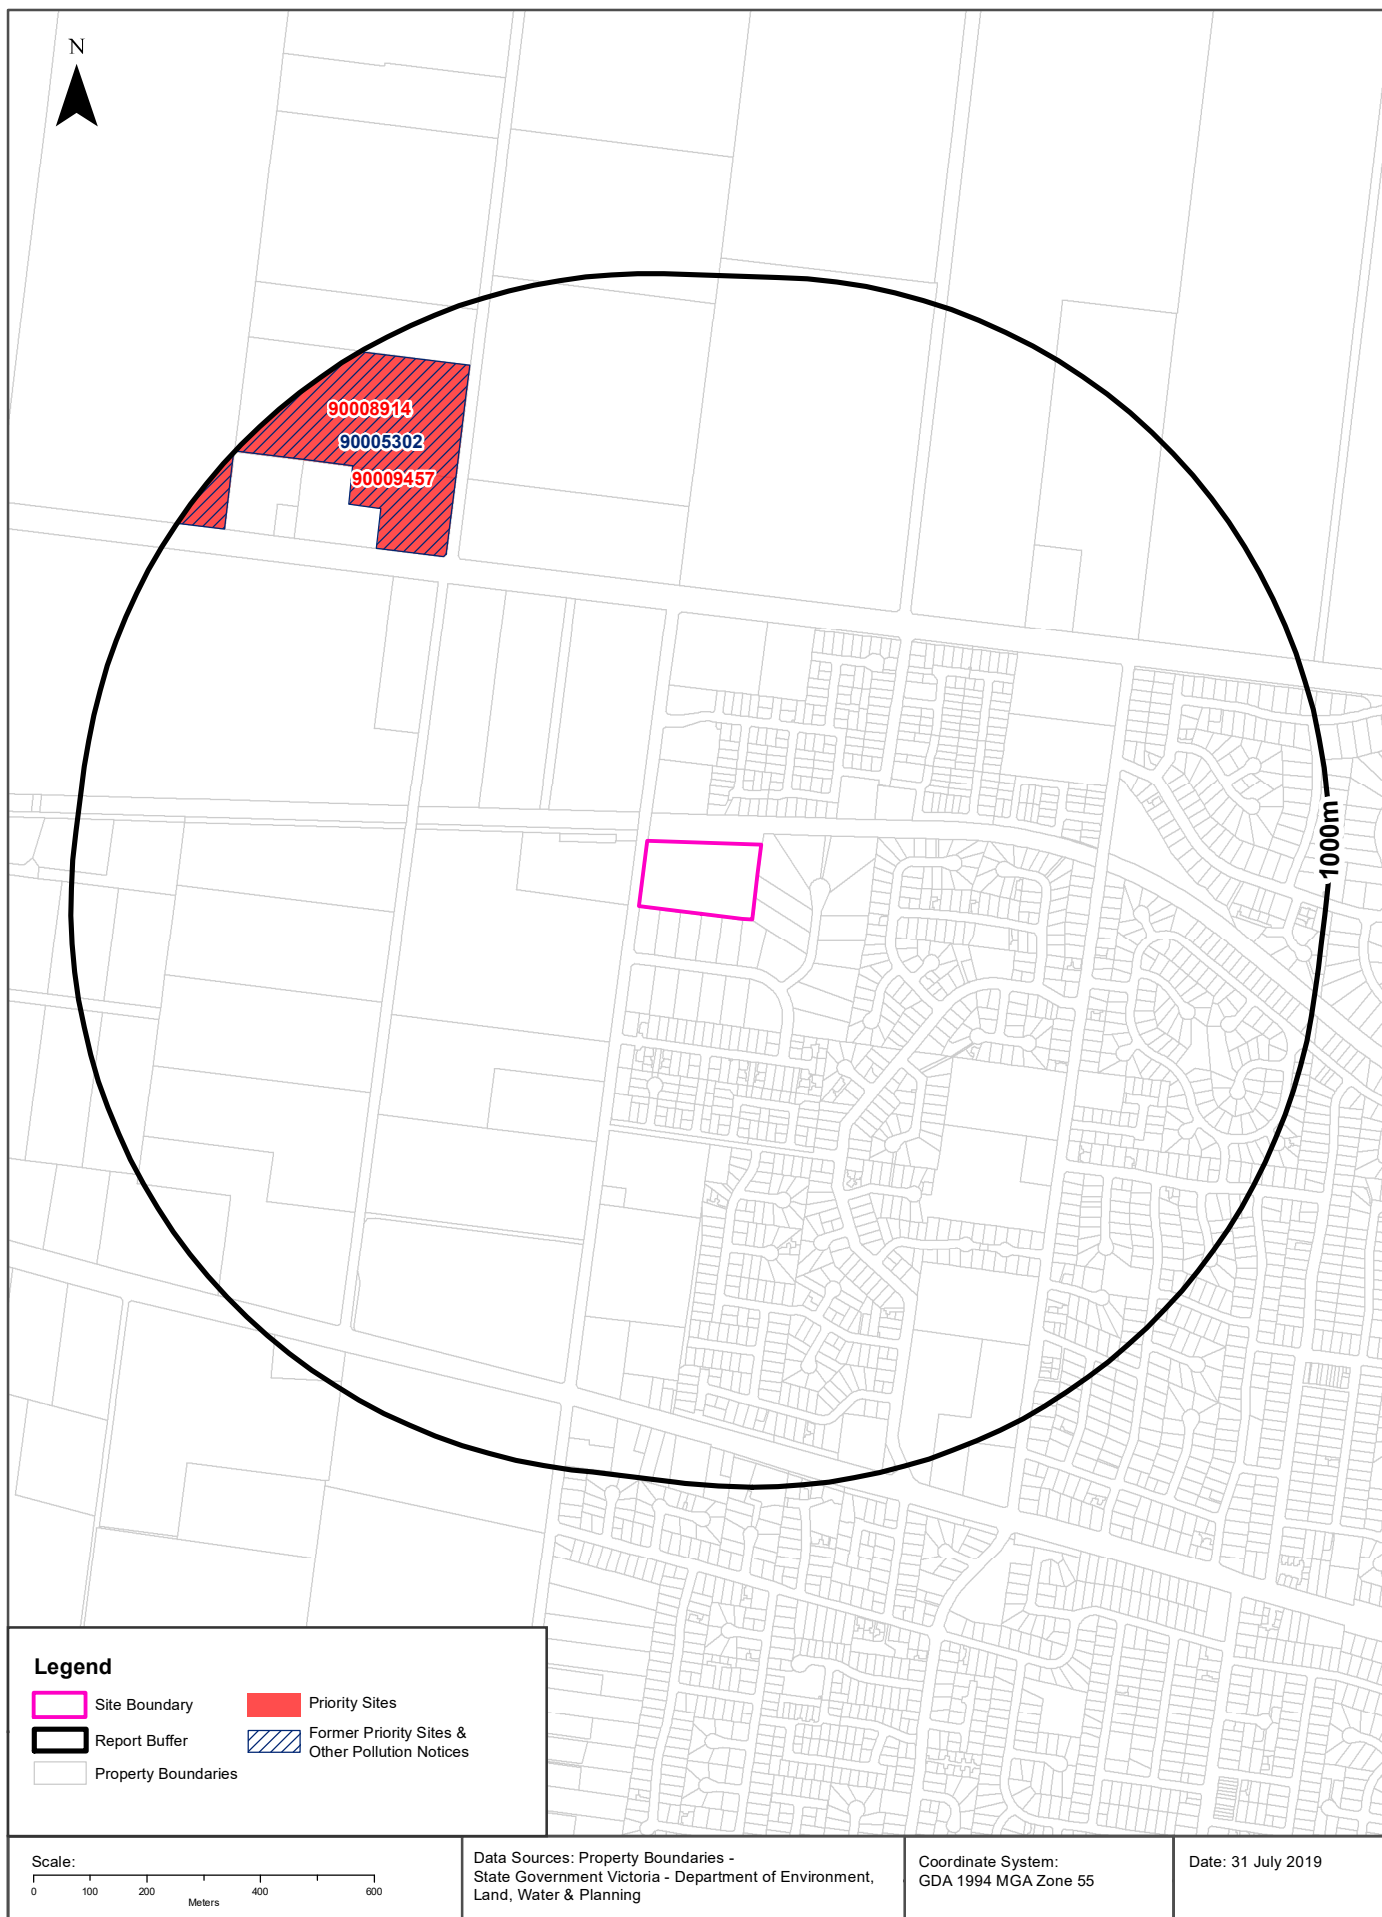 N
90008914
90005302
90009457
1000m
Legend
Site Boundary
Report Buffer
Property Boundaries
Priority Sites
Former Priority Sites &
Other Pollution Notices
Scale:
0 100 200 400 600
Meters
Data Sources: Property Boundaries -
State Government Victoria - Department of Environment,
Land, Water & Planning
Coordinate System:
GDA 1994 MGA Zone 55
Date: 31 July 2019